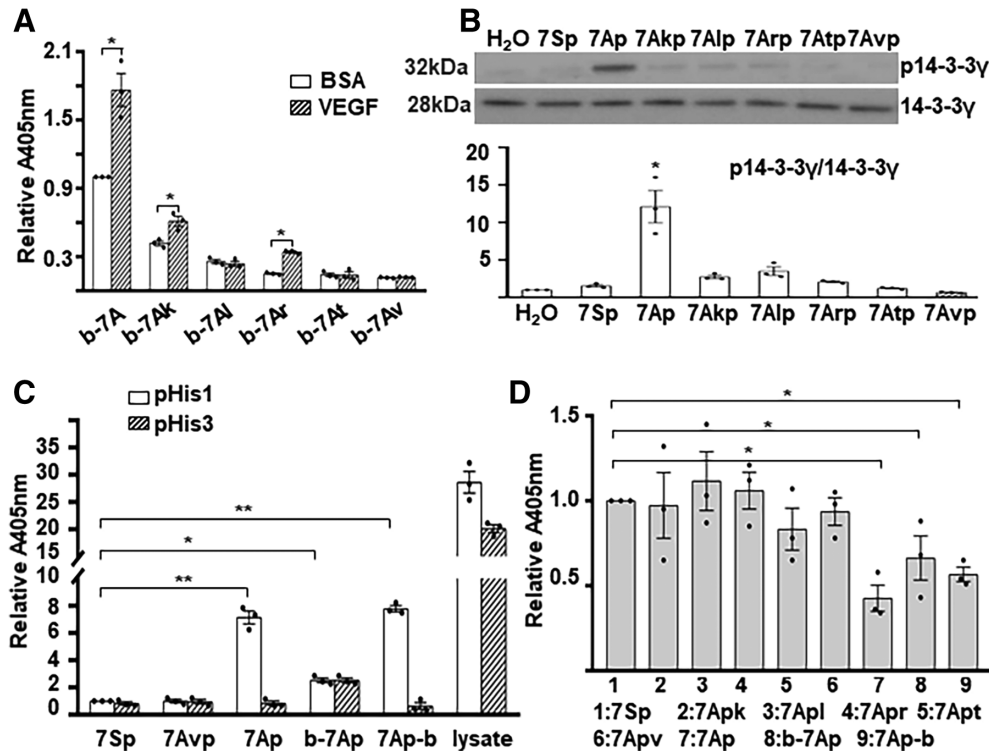 A
Relative A405nm
2.1
1.5
0.9
0.3
*
*
*
BSA
VEGF
b-7A b-7Ak b-7Al b-7Ar b-7At b-7Av
B
H2O 7Sp 7Ap 7Akp 7Alp 7Arp 7Atp 7Avp
32kDa p14-3-3γ
28kDa 14-3-3γ
p14-3-3γ/14-3-3γ
20
15
10
5
*
H2O 7Sp 7Ap 7Akp 7Alp 7Arp 7Atp 7Avp
C
pHis1
pHis3
Relative A405nm
35
30
25
20
15
10
8
6
4
2
0
**
*
**
7Sp 7Avp 7Ap b-7Ap 7Ap-b lysate
D
Relative A405nm
1.5
1.0
0.5
*
*
*
1 2 3 4 5 6 7 8 9
1:7Sp 2:7Apk 3:7Apl 4:7Apr 5:7Apt
6:7Apv 7:7Ap 8:b-7Ap 9:7Ap-b